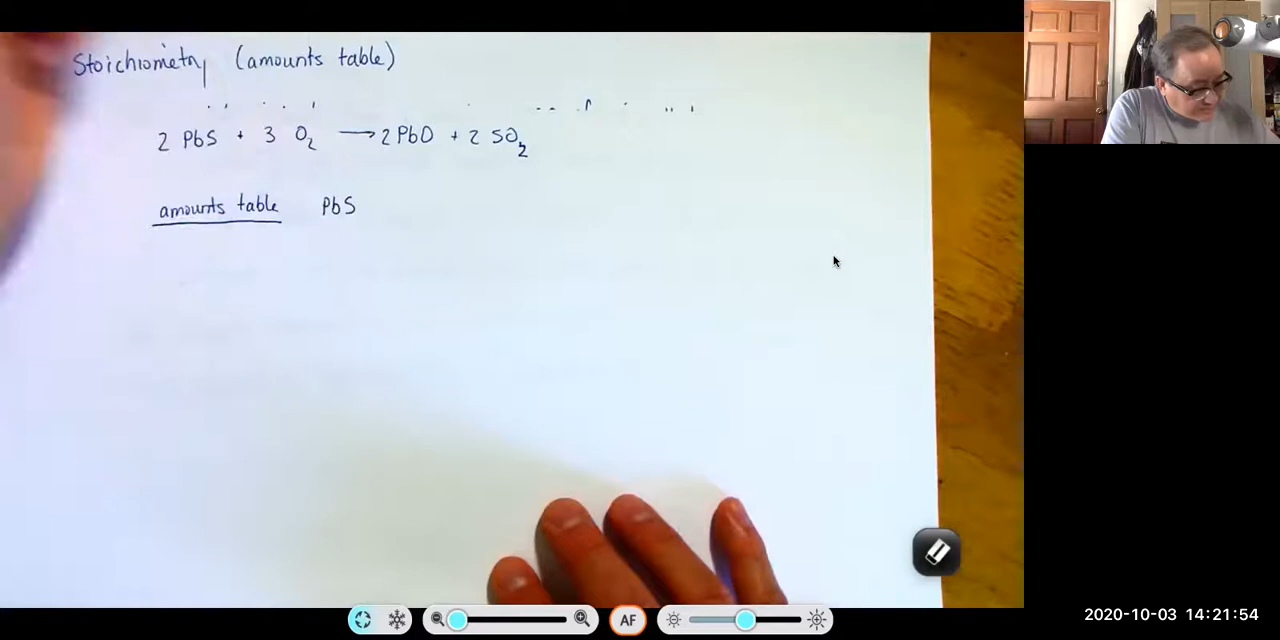 Stoichiometry (amounts table)
2 PbS + 3 O₂ → 2 PbO + 2 SO₂
amounts table PbS
AF
2020-10-03 14:21:54